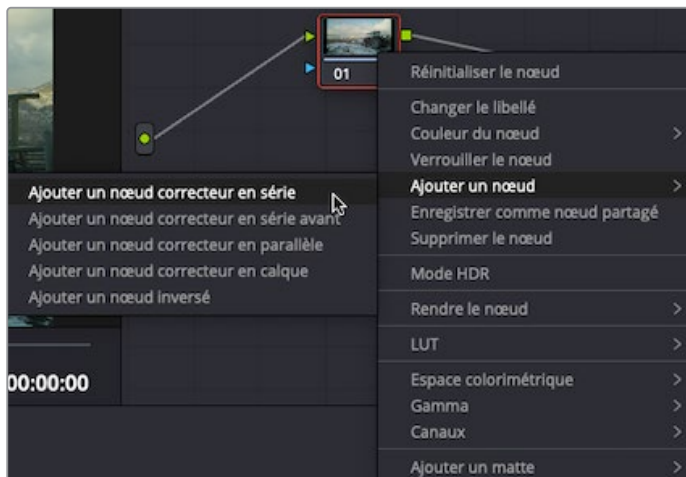 01
Réinitialiser le nœud
Changer le libellé
Couleur du nœud
Verrouiller le nœud
Ajouter un nœud
Enregistrer comme nœud partagé
Supprimer le nœud
Mode HDR
Rendre le nœud
LUT
Espace colorimétrique
Gamma
Canaux
Ajouter un matte
Ajouter un nœud correcteur en série
Ajouter un nœud correcteur en série avant
Ajouter un nœud correcteur en parallèle
Ajouter un nœud correcteur en calque
Ajouter un nœud inversé
00:00:00